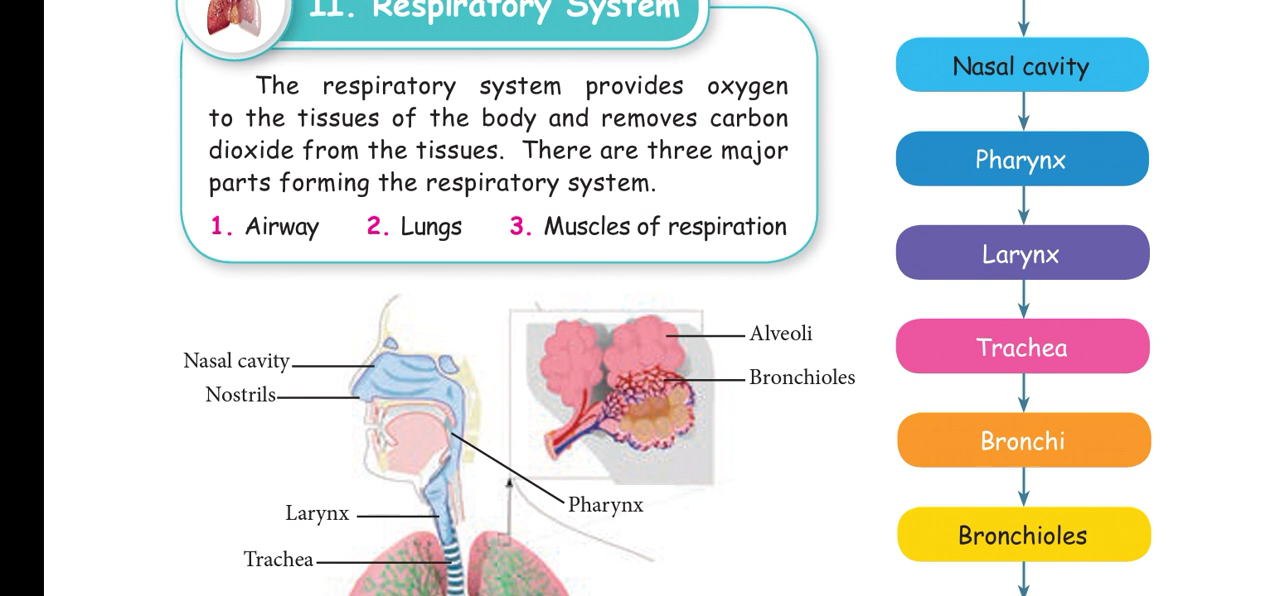 II. Respiratory System
The respiratory system provides oxygen
to the tissues of the body and removes carbon
dioxide from the tissues. There are three major
parts forming the respiratory system.
1. Airway 2. Lungs 3. Muscles of respiration
Nasal cavity
Nostrils
Larynx
Trachea
Pharynx
Alveoli
Bronchioles
Nasal cavity
Pharynx
Larynx
Trachea
Bronchi
Bronchioles